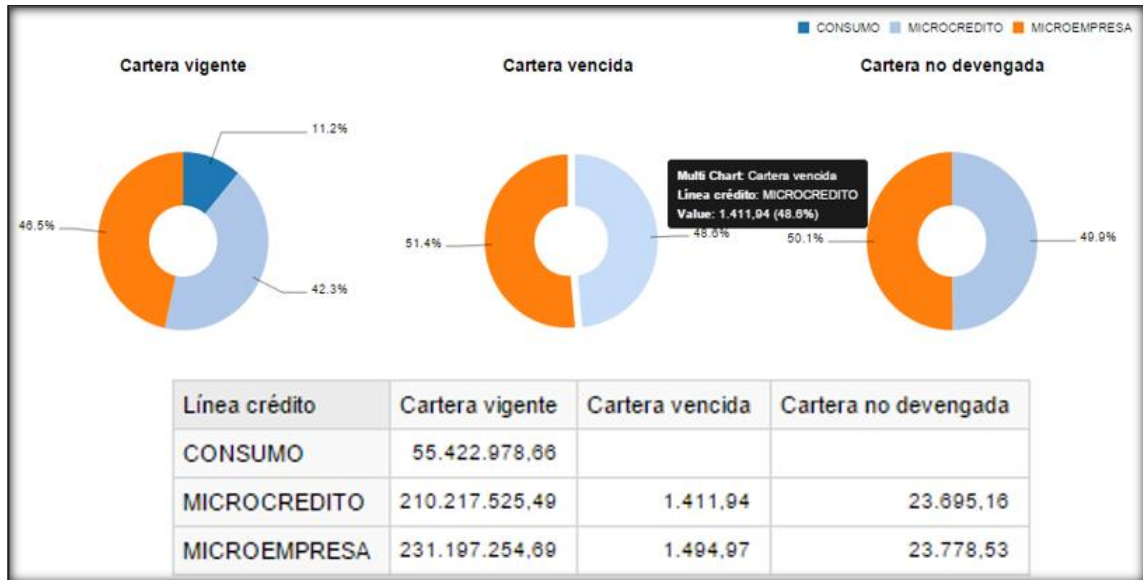 CONSUMO MICROCREDITO MICROEMPRESA
Cartera vigente
Cartera vencida
Cartera no devengada
11.2%
46.5%
42.3%
51.4%
48.6%
Multi Chart: Cartera vencida
Línea crédito: MICROCREDITO
Value: 1.411,94 (48.6%)
50.1%
49.9%
Línea crédito Cartera vigente Cartera vencida Cartera no devengada
CONSUMO 55.422.978,66
MICROCREDITO 210.217.525,49 1.411,94 23.695,16
MICROEMPRESA 231.197.254,69 1.494,97 23.778,53